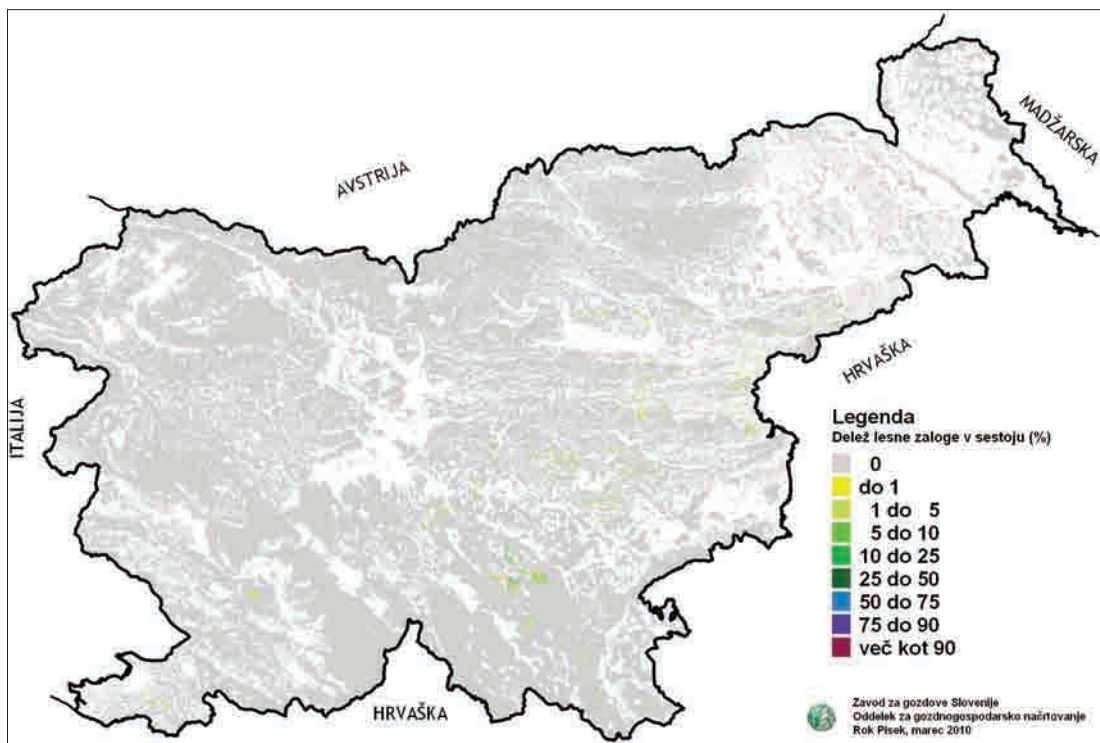 MADŽARSKA
AVSTRIJA
HRVAŠKA
ITALIJA
Legenda
Delež lesne zaloge v sestoju (%)
0
do 1
1 do 5
5 do 10
10 do 25
25 do 50
50 do 75
75 do 90
več kot 90
HRVAŠKA
Zavod za gozdove Slovenije
Oddelek za gozdnogospodarsko načrtovanje
Rok Pisek, marec 2010